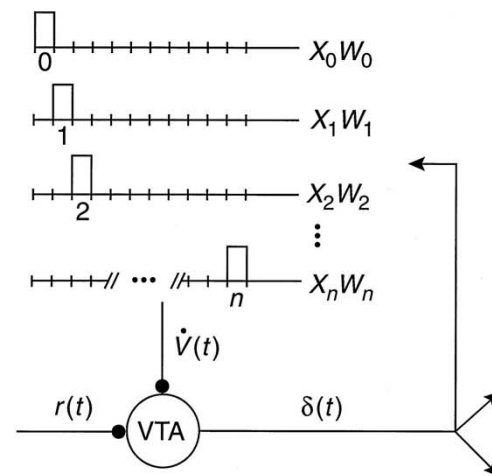 0
X₀W₀
1
X₁W₁
2
X₂W₂
⋮
// ••• //
n
XₙWₙ
V̇(t)
r(t)
VTA
δ(t)